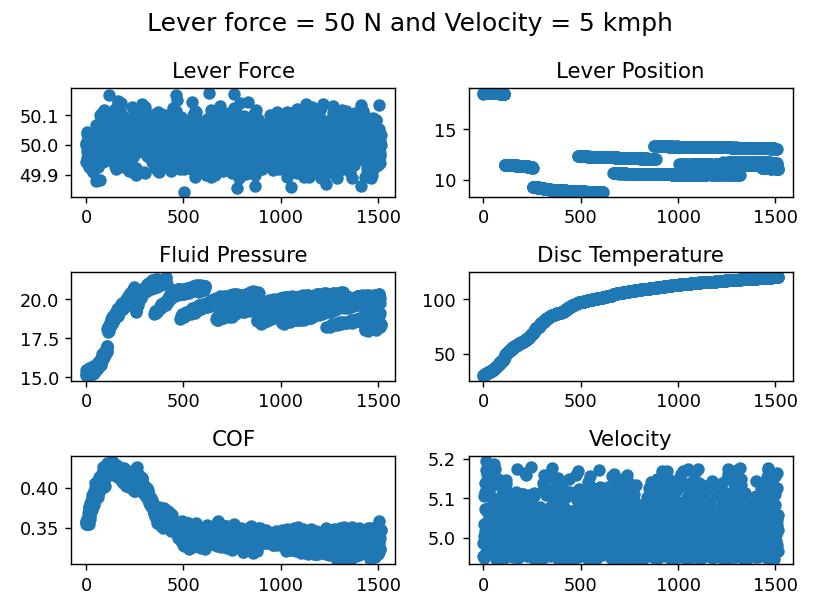 Lever force = 50 N and Velocity = 5 kmph
Lever Force
50.1
50.0
49.9
0 500 1000 1500
Lever Position
15
10
0 500 1000 1500
Fluid Pressure
20.0
17.5
15.0
0 500 1000 1500
Disc Temperature
100
50
0 500 1000 1500
COF
0.40
0.35
0 500 1000 1500
Velocity
5.2
5.1
5.0
0 500 1000 1500